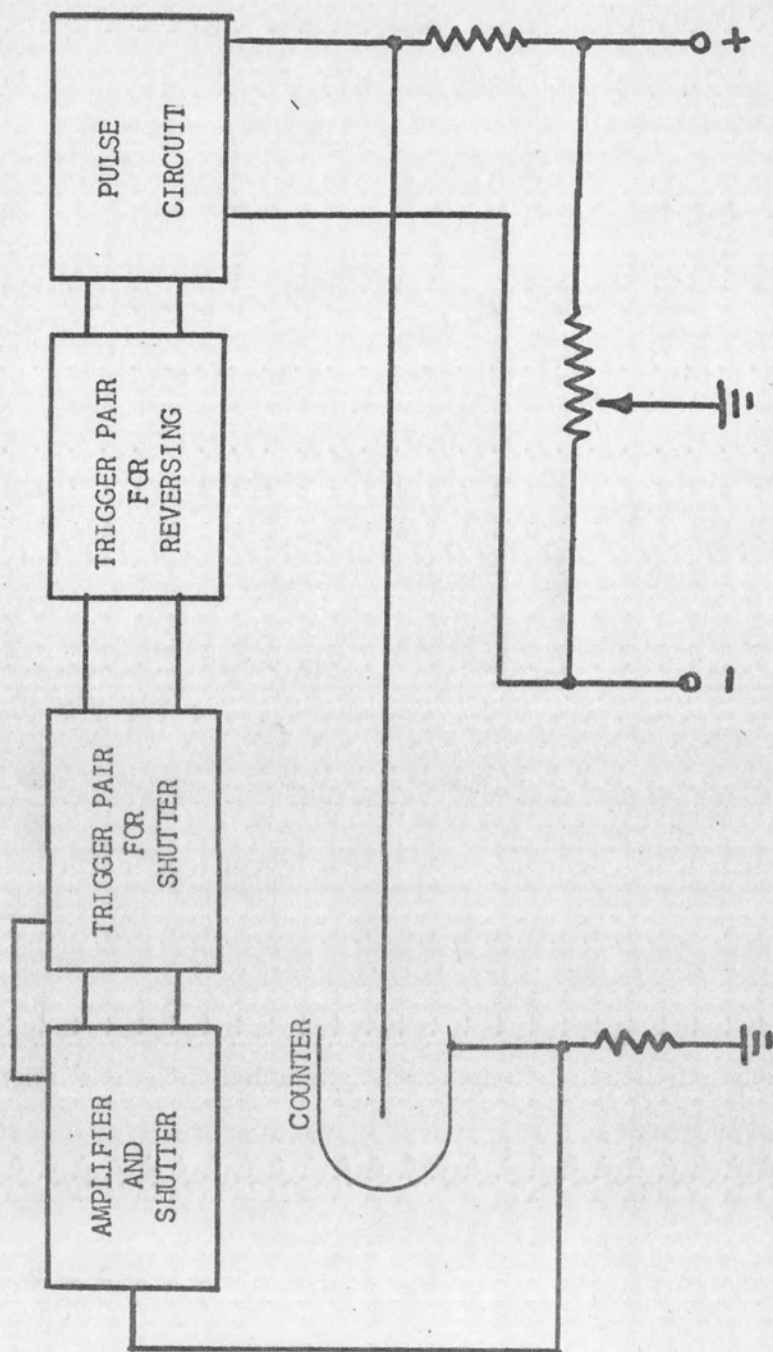 AMPLIFIER
AND
SHUTTER
TRIGGER PAIR
FOR
SHUTTER
TRIGGER PAIR
FOR
REVERSING
PULSE
CIRCUIT
COUNTER
+
-